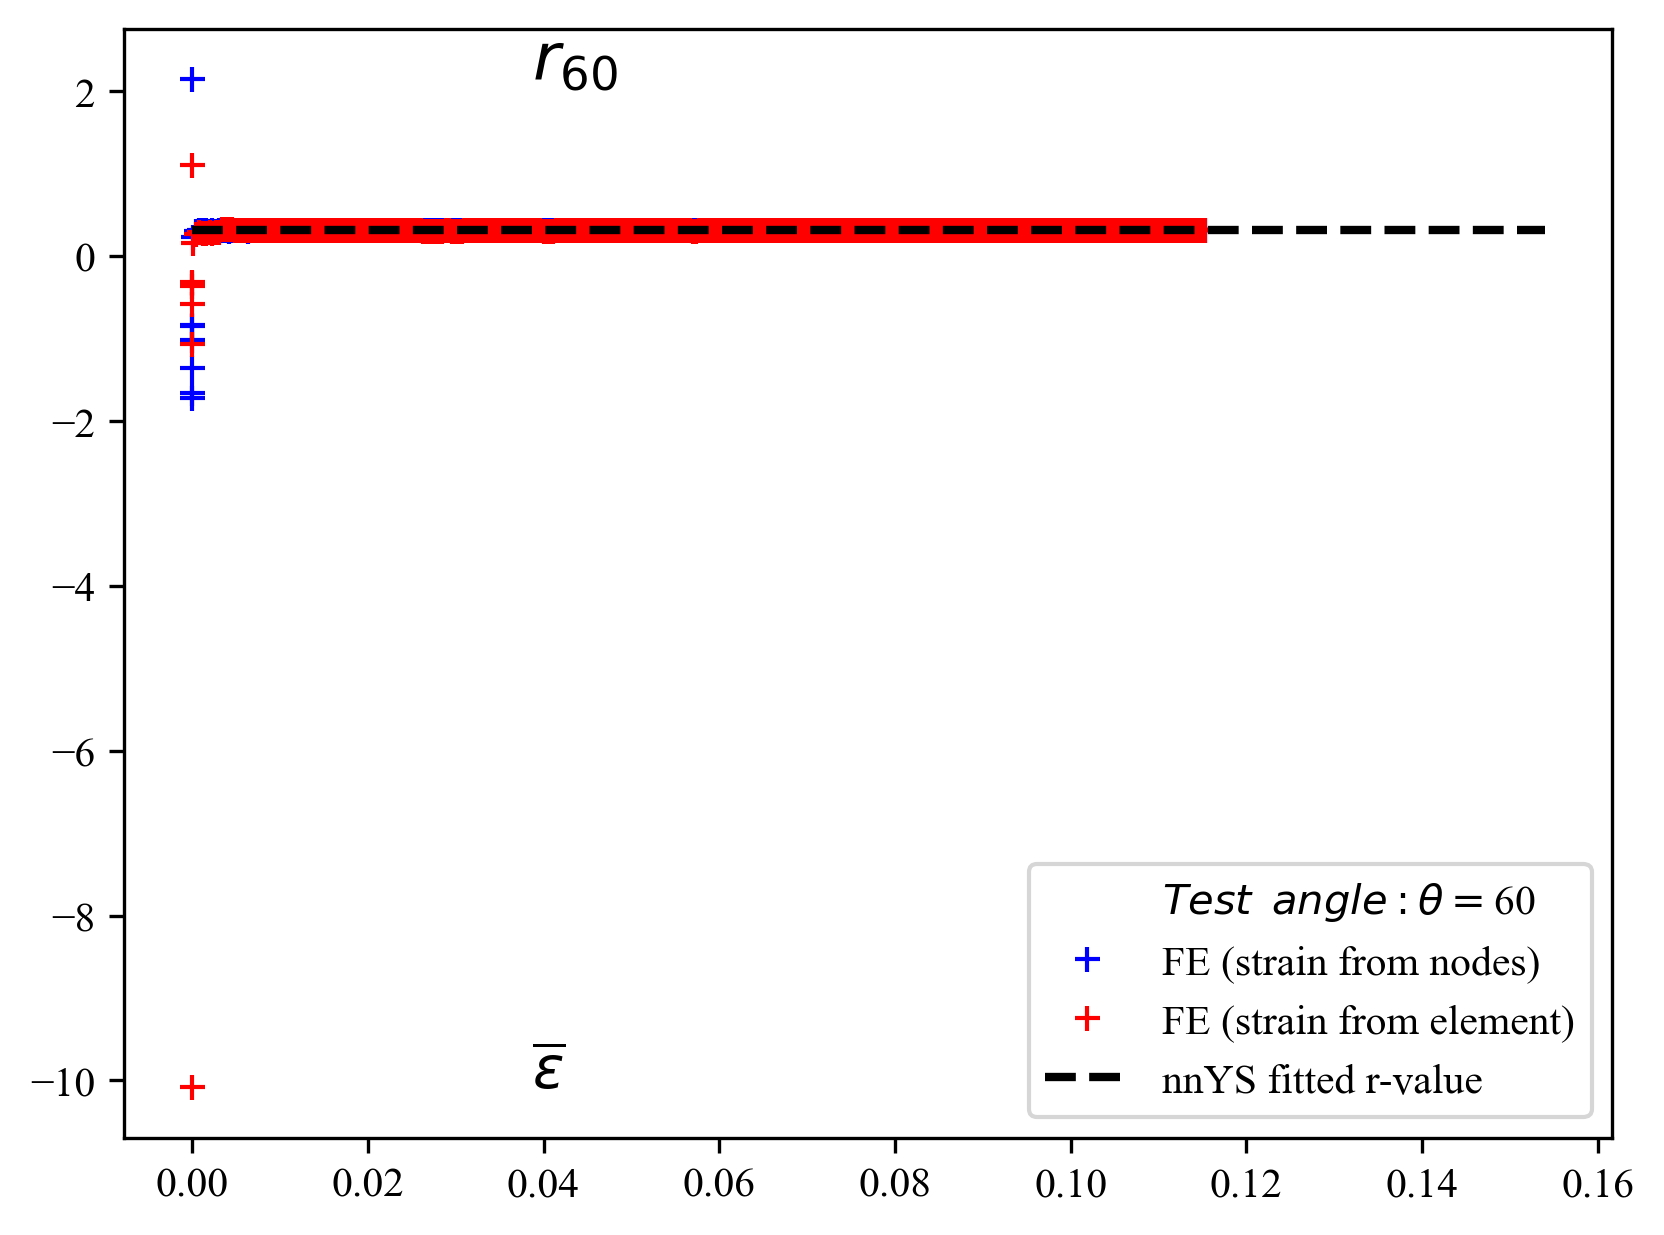 r₆₀
2
0
−2
−4
−6
−8
−10
ε̅
Test angle: θ = 60
FE (strain from nodes)
FE (strain from element)
nnYS fitted r-value
0.00 0.02 0.04 0.06 0.08 0.10 0.12 0.14 0.16